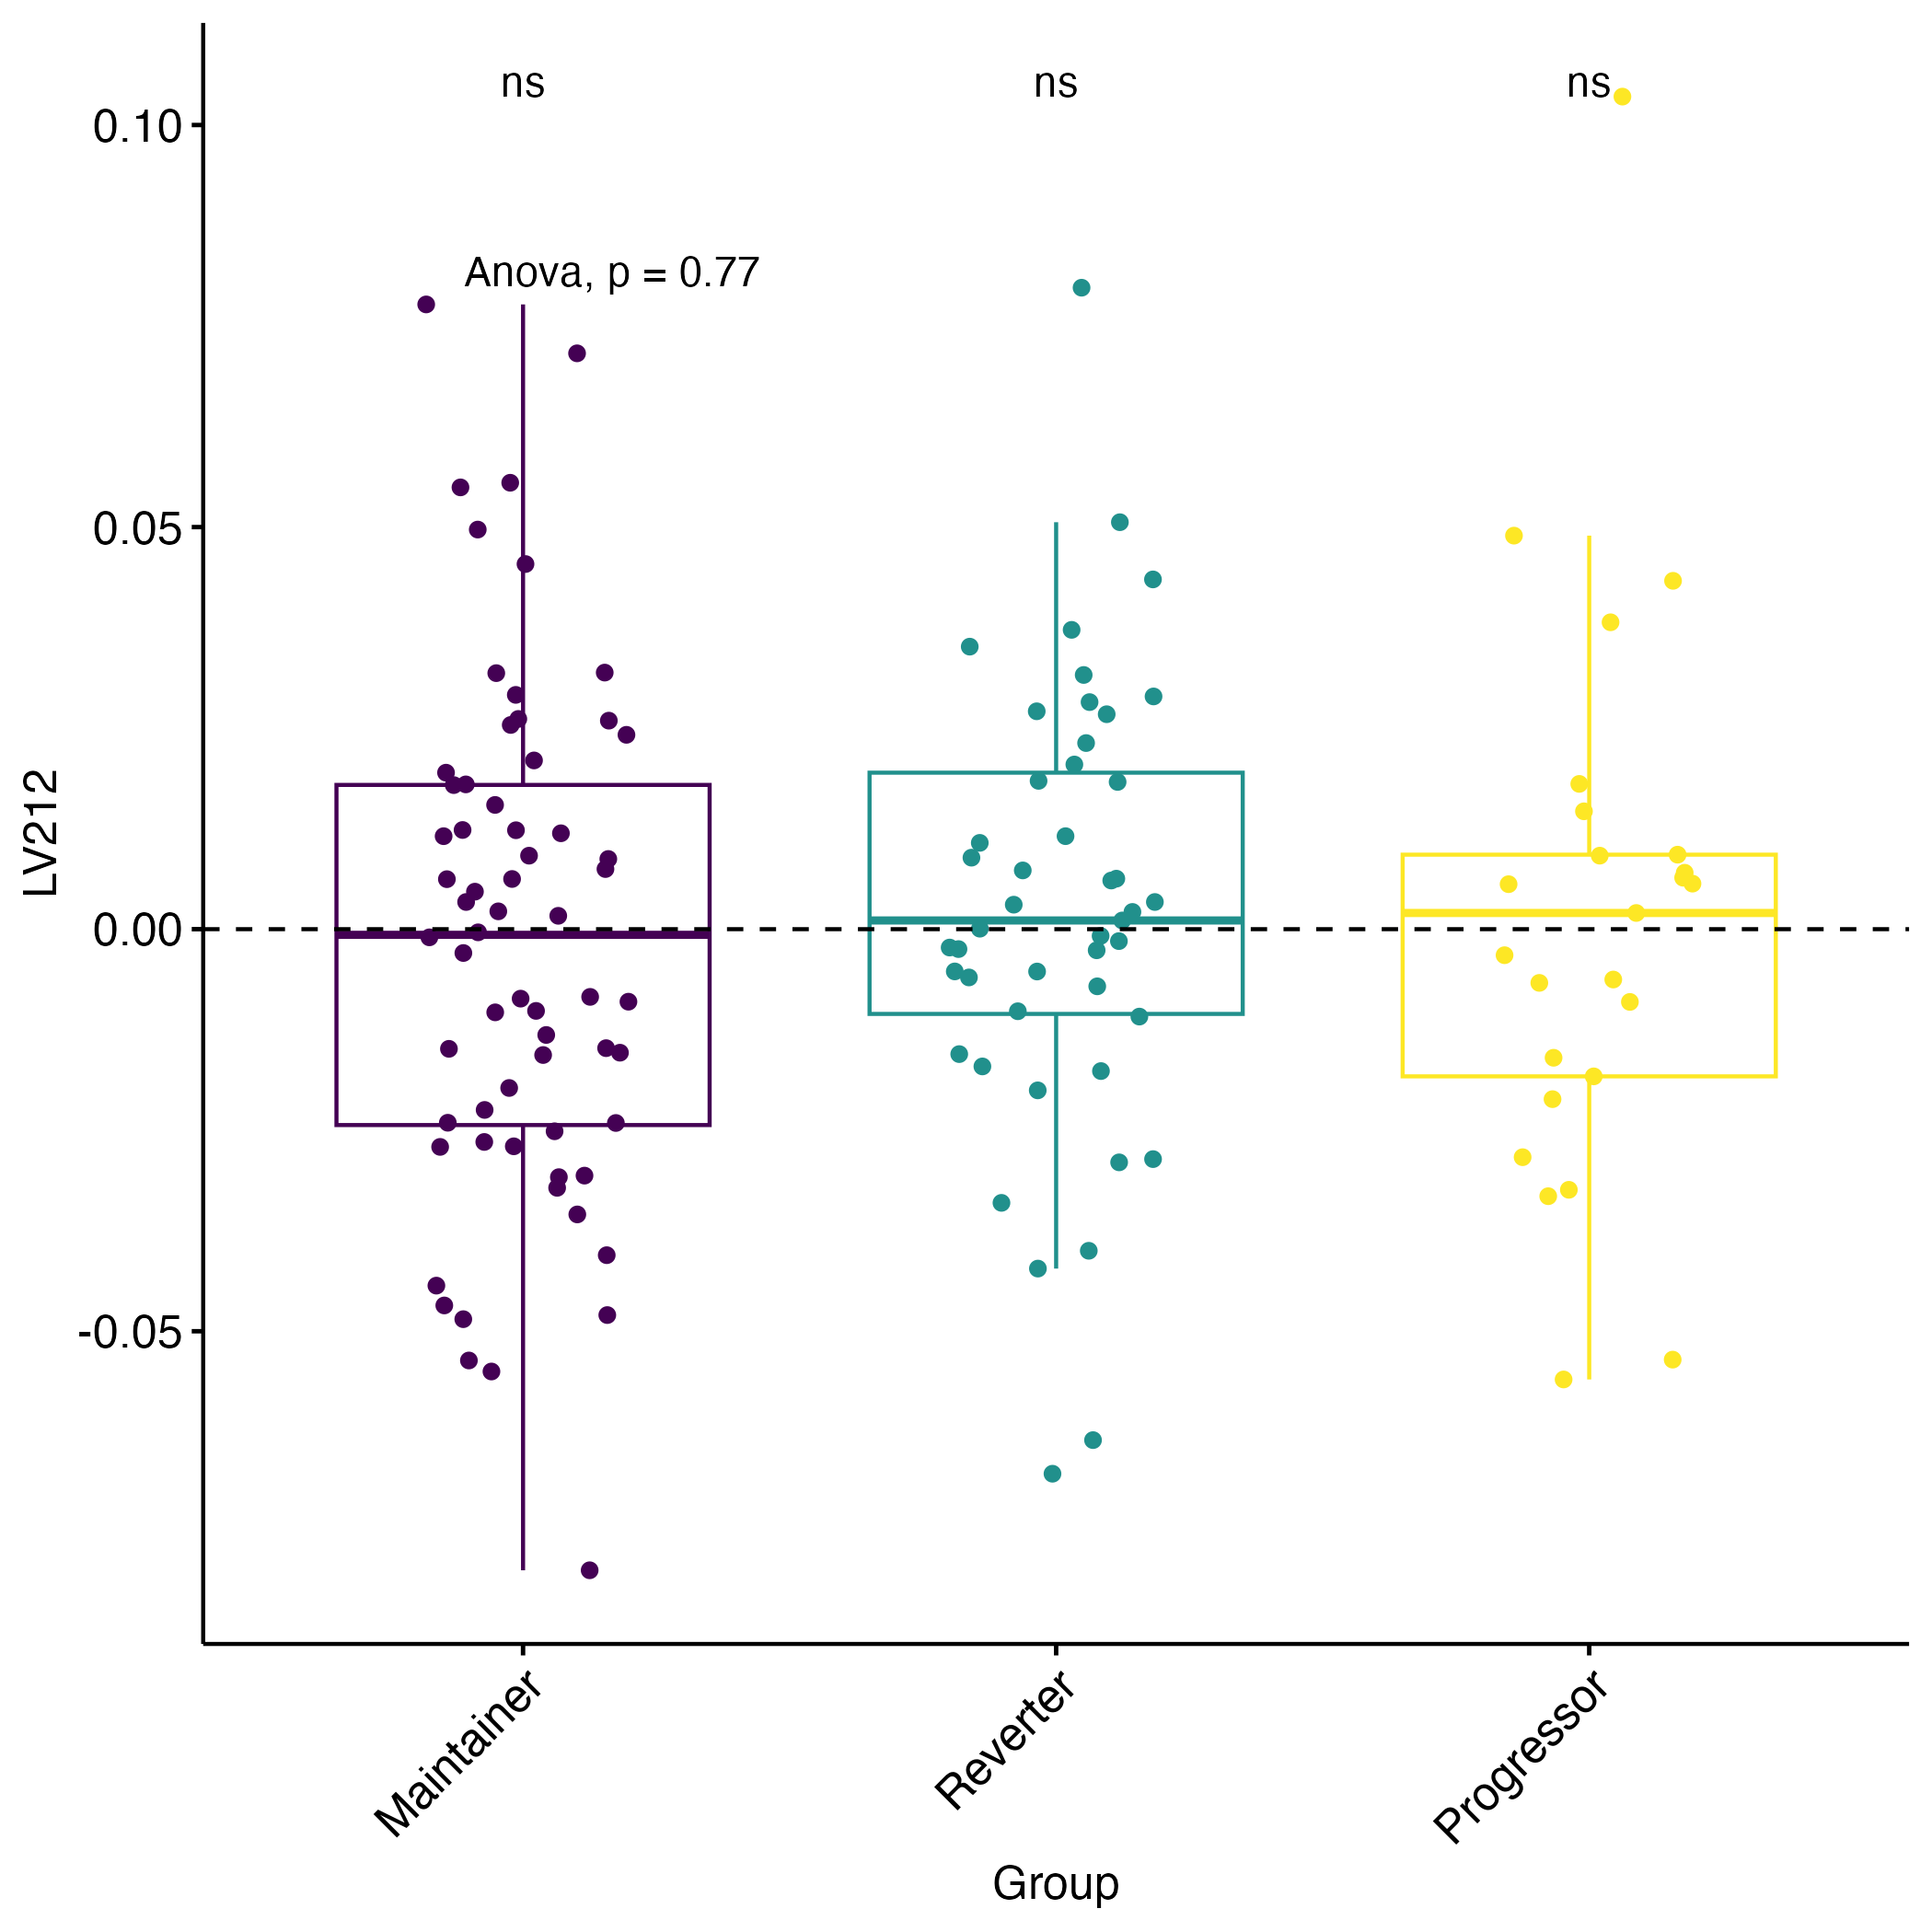 ns ns ns
Anova, p = 0.77
0.10
0.05
0.00
-0.05
LV212
Maintainer
Reverter
Progressor
Group